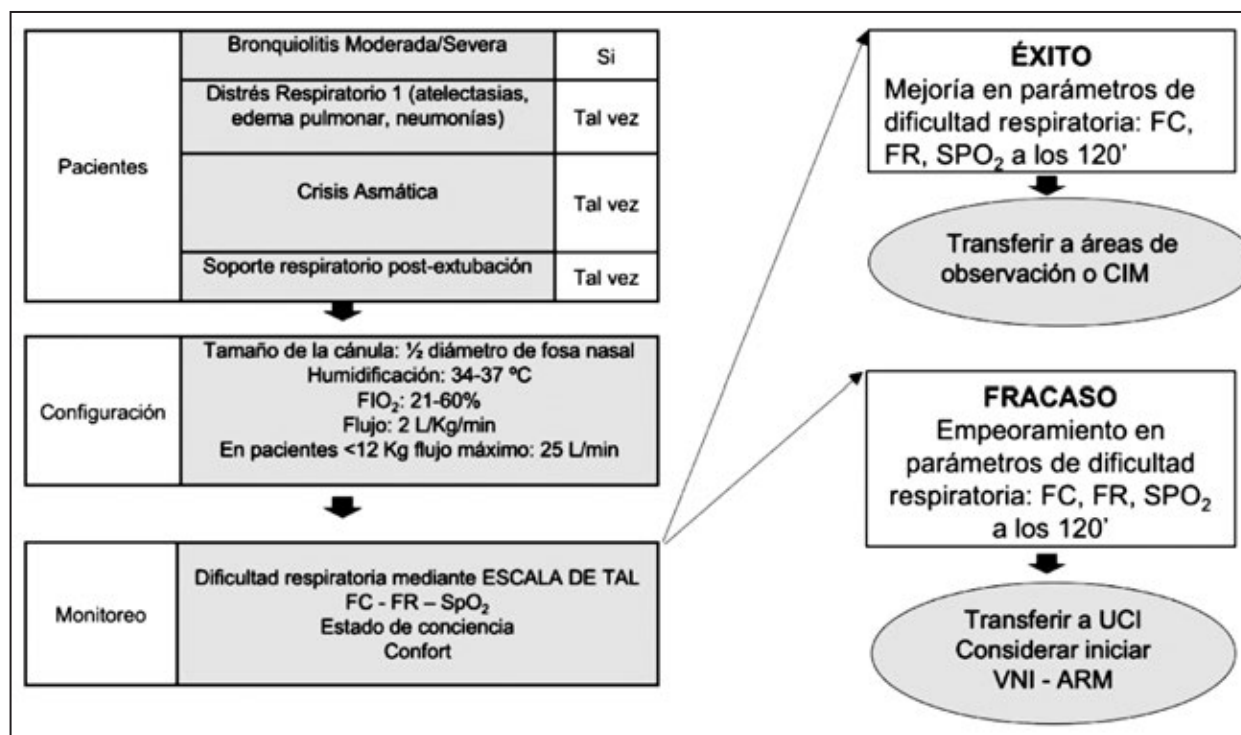 Pacientes
Bronquiolitis Moderada/Severa
Si
Distrés Respiratorio 1 (atelectasias,
edema pulmonar, neumonías)
Tal vez
Crisis Asmática
Tal vez
Soporte respiratorio post-extubación
Tal vez
Configuración
Tamaño de la cánula: ½ diámetro de fosa nasal
Humidificación: 34-37 ºC
FIO₂: 21-60%
Flujo: 2 L/Kg/min
En pacientes <12 Kg flujo máximo: 25 L/min
Monitoreo
Dificultad respiratoria mediante ESCALA DE TAL
FC - FR – SpO₂
Estado de conciencia
Confort
ÉXITO
Mejoría en parámetros de
dificultad respiratoria: FC,
FR, SPO₂ a los 120’
Transferir a áreas de
observación o CIM
FRACASO
Empeoramiento en
parámetros de dificultad
respiratoria: FC, FR, SPO₂
a los 120’
Transferir a UCI
Considerar iniciar
VNI - ARM